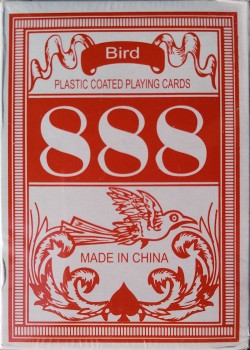 Bird
PLASTIC COATED PLAYING CARDS
888
MADE IN CHINA